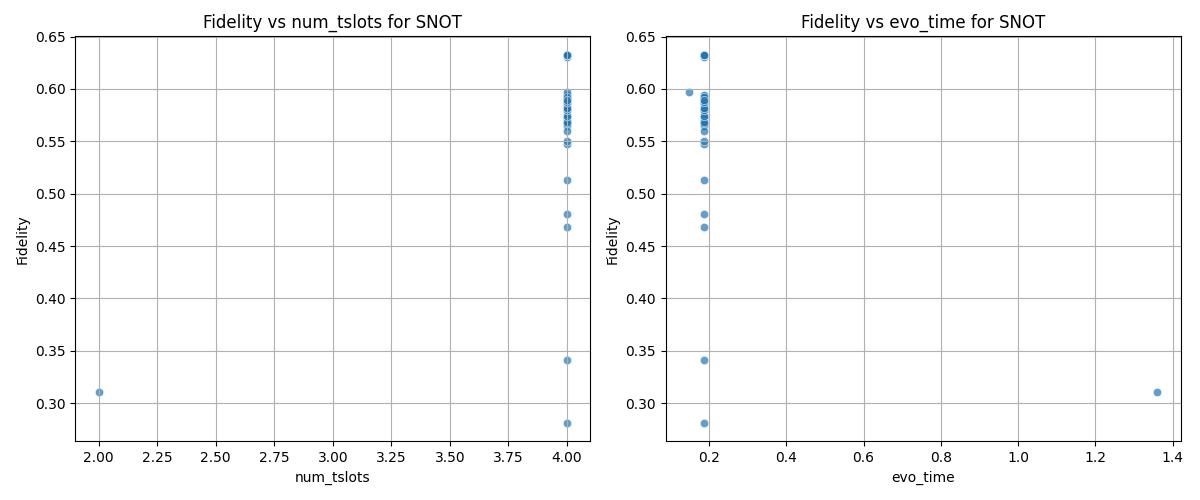 Fidelity vs num_tslots for SNOT
Fidelity
0.65
0.60
0.55
0.50
0.45
0.40
0.35
0.30
2.00 2.25 2.50 2.75 3.00 3.25 3.50 3.75 4.00
num_tslots
Fidelity vs evo_time for SNOT
Fidelity
0.65
0.60
0.55
0.50
0.45
0.40
0.35
0.30
0.2 0.4 0.6 0.8 1.0 1.2 1.4
evo_time